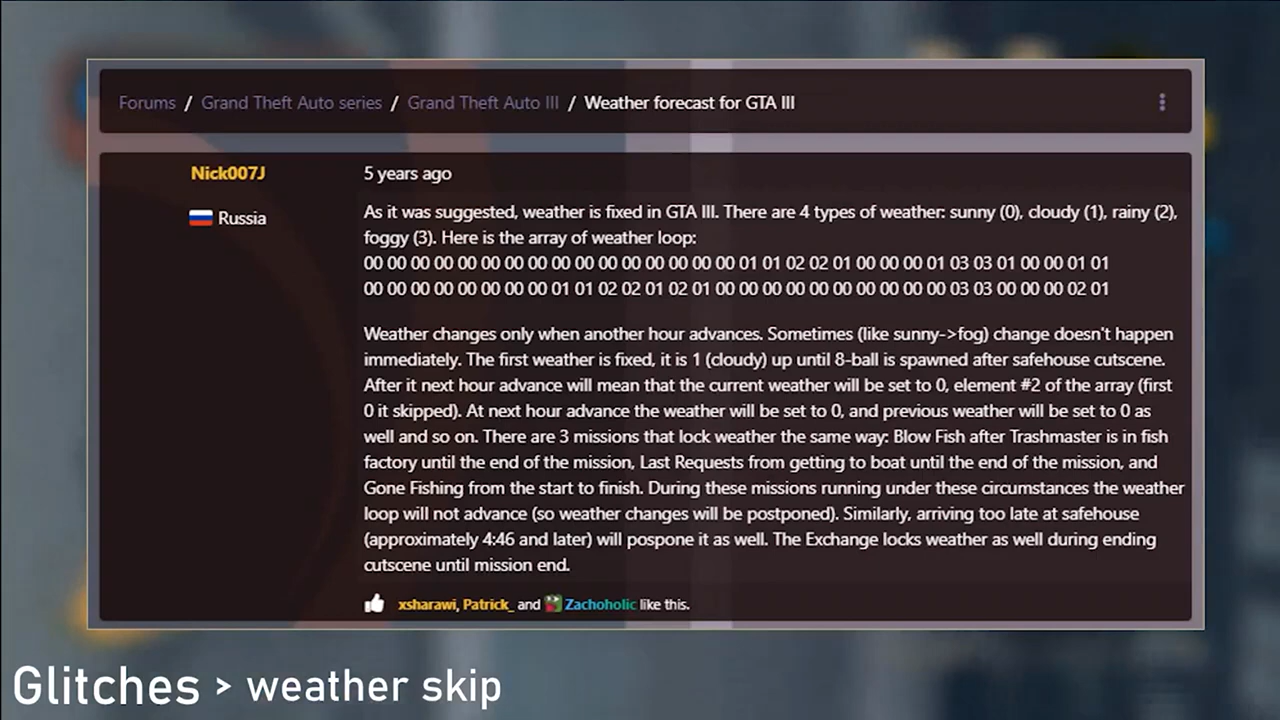 Forums / Grand Theft Auto series / Grand Theft Auto III / Weather forecast for GTA III
Nick007J
Russia
5 years ago
As it was suggested, weather is fixed in GTA III. There are 4 types of weather: sunny (0), cloudy (1), rainy (2),
foggy (3). Here is the array of weather loop:
00 00 00 00 00 00 00 00 00 00 00 00 00 00 00 00 01 01 02 02 01 00 00 00 01 03 03 01 00 00 01 01
00 00 00 00 00 00 00 00 01 01 02 02 01 02 01 00 00 00 00 00 00 00 00 00 00 03 03 00 00 00 02 01
Weather changes only when another hour advances. Sometimes (like sunny->fog) change doesn't happen
immediately. The first weather is fixed, it is 1 (cloudy) up until 8-ball is spawned after safehouse cutscene.
After it next hour advance will mean that the current weather will be set to 0, element #2 of the array (first
0 it skipped). At next hour advance the weather will be set to 0, and previous weather will be set to 0 as
well and so on. There are 3 missions that lock weather the same way: Blow Fish after Trashmaster is in fish
factory until the end of the mission, Last Requests from getting to boat until the end of the mission, and
Gone Fishing from the start to finish. During these missions running under these circumstances the weather
loop will not advance (so weather changes will be postponed). Similarly, arriving too late at safehouse
(approximately 4:46 and later) will pospone it as well. The Exchange locks weather as well during ending
cutscene until mission end.
xsharawi, Patrick_ and Zachoholic like this.
Glitches > weather skip